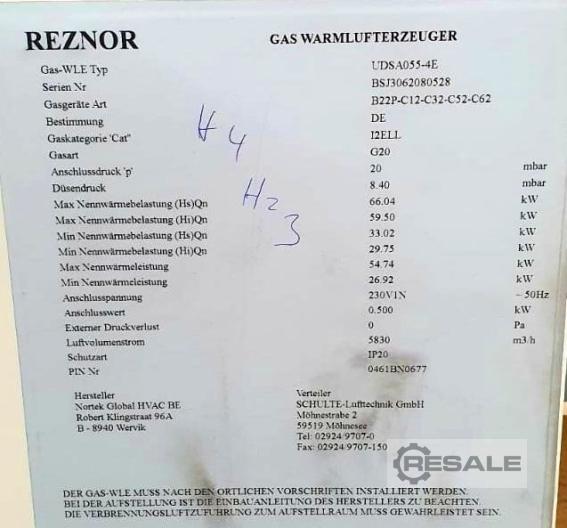 REZNOR GAS WARMLUFTERZEUGER
Gas-WLE Typ UDSA055-4E
Serien Nr BSJ3062080528
Gasgeräte Art B22P-C12-C32-C52-C62
Bestimmung DE
Gaskategorie 'Cat" I2ELL
Gasart G20
Anschlussdruck 'p' 20 mbar
Düsendruck 8.40 mbar
Max Nennwärmebelastung (Hs)Qn 66.04 kW
Max Nennwärmebelastung (Hi)Qn 59.50 kW
Min Nennwärmebelastung (Hs)Qn 33.02 kW
Min Nennwärmebelastung (Hi)Qn 29.75 kW
Max Nennwärmeleistung 54.74 kW
Min Nennwärmeleistung 26.92 kW
Anschlusspannung 230V1N ~50Hz
Anschlusswert 0.500 kW
Externer Druckverlust 0 Pa
Luftvolumenstrom 5830 m3/h
Schutzart IP20
PIN Nr 0461BN0677
H4
H2
3
Hersteller
Nortek Global HVAC BE
Robert Klingstraat 96A
B - 8940 Wervik
Verteiler
SCHULTE-Lufttechnik GmbH
Möhnestrabe 2
59519 Möhnesee
Tel: 02924/9707-0
Fax: 02924/9707-150
RESALE
DER GAS-WLE MUSS NACH DEN ORTLICHEN VORSCHRIFTEN INSTALLIERT WERDEN.
BEI DER AUFSTELLUNG IST DIE EINBAUANLEITUNG DES HERSTELLERS ZU BEACHTEN.
DIE VERBRENNUNGSLUFTZUFUHRUNG ZUM AUFSTELLRAUM MUSS GEWAHRLEISTET SEIN.